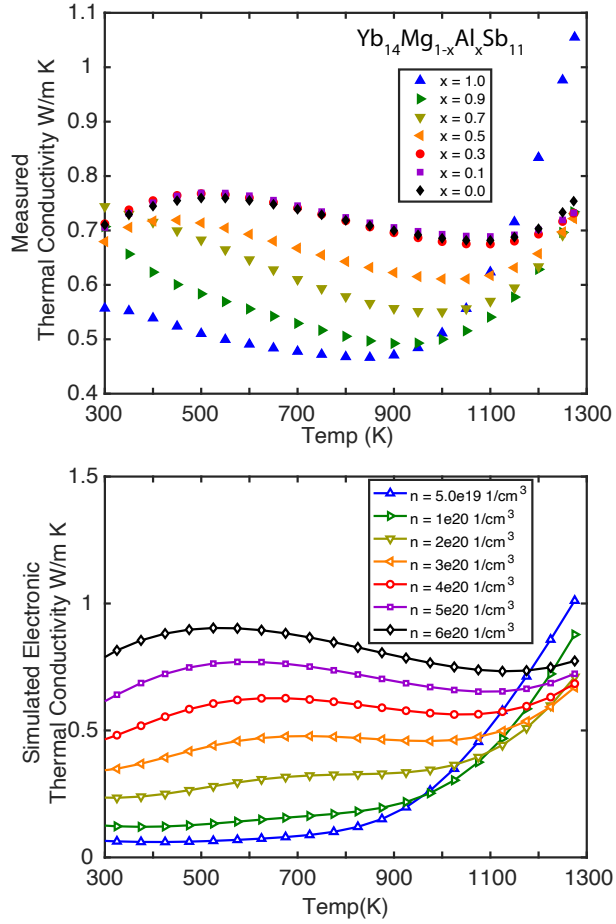 Yb14Mg1-xAlxSb11
x = 1.0
x = 0.9
x = 0.7
x = 0.5
x = 0.3
x = 0.1
x = 0.0
Measured
Thermal Conductivity W/m K
1.1
1
0.9
0.8
0.7
0.6
0.5
0.4
300 500 700 900 1100 1300
Temp (K)
n = 5.0e19 1/cm3
n = 1e20 1/cm3
n = 2e20 1/cm3
n = 3e20 1/cm3
n = 4e20 1/cm3
n = 5e20 1/cm3
n = 6e20 1/cm3
Simulated Electronic
Thermal Conductivity W/m K
1.5
1
0.5
0
300 500 700 900 1100 1300
Temp(K)